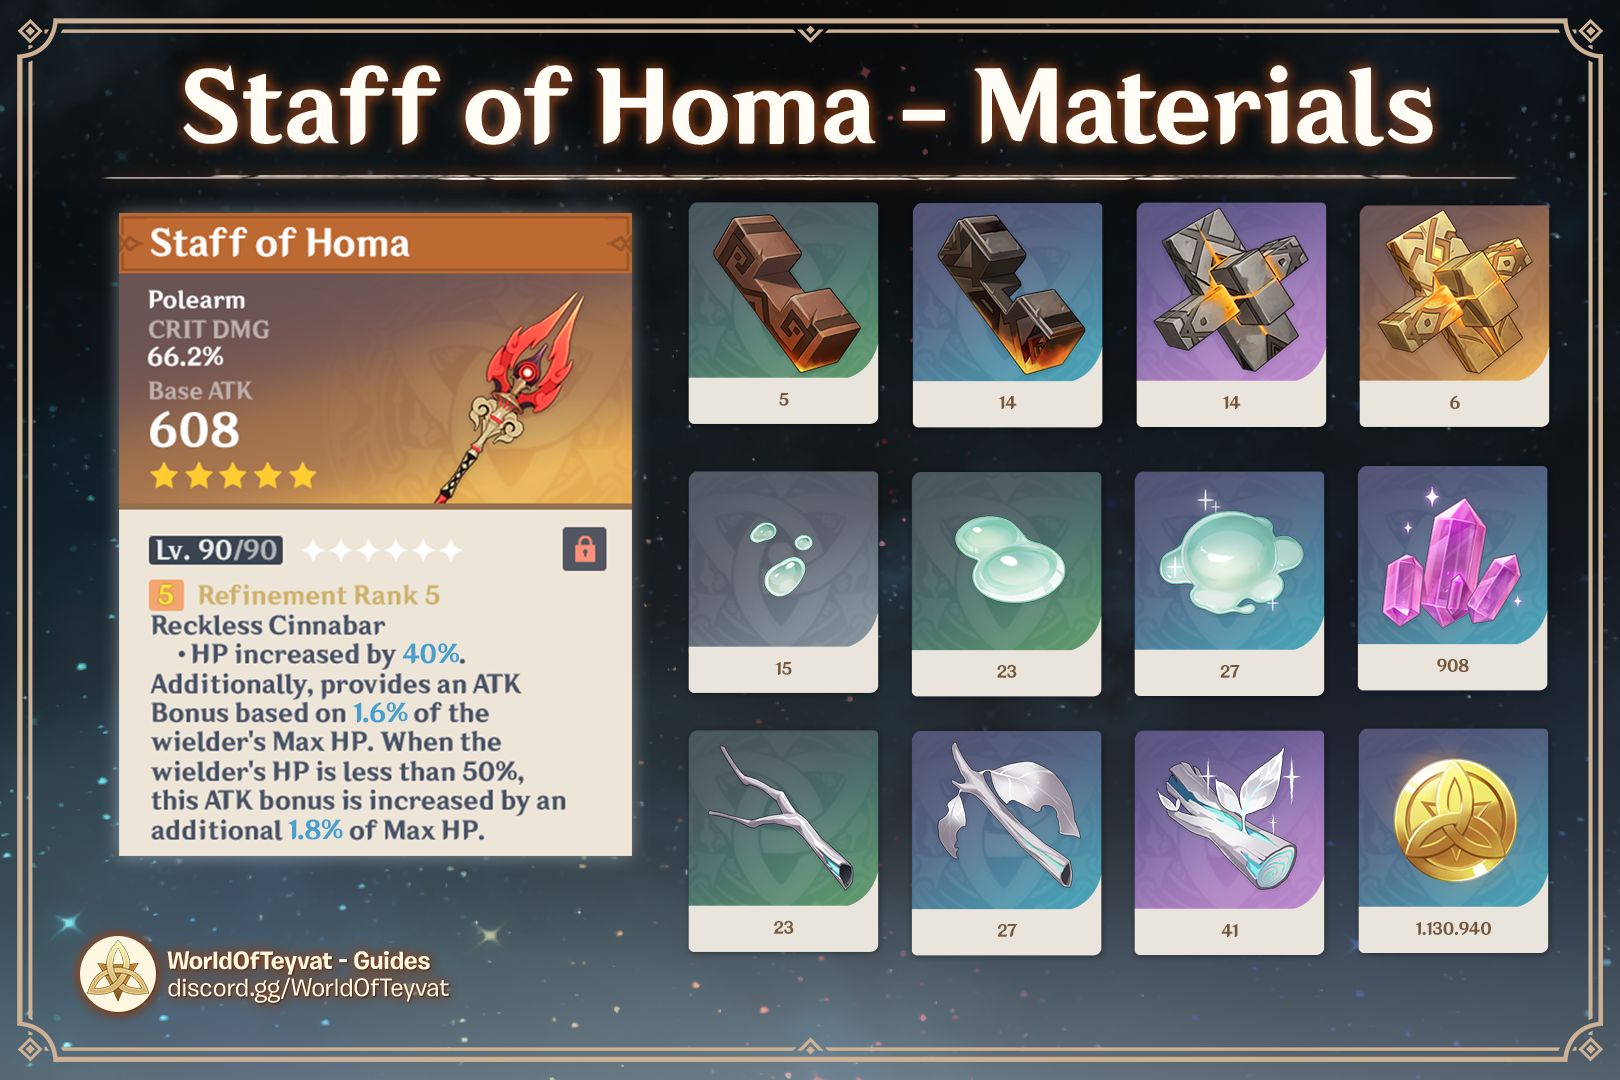 Staff of Homa - Materials
Staff of Homa
Polearm
CRIT DMG
66.2%
Base ATK
608
Lv. 90/90
5 Refinement Rank 5
Reckless Cinnabar
• HP increased by 40%.
Additionally, provides an ATK
Bonus based on 1.6% of the
wielder's Max HP. When the
wielder's HP is less than 50%,
this ATK bonus is increased by an
additional 1.8% of Max HP.
5
14
14
6
15
23
27
908
23
27
41
1.130.940
WorldOfTeyvat - Guides
discord.gg/WorldOfTeyvat